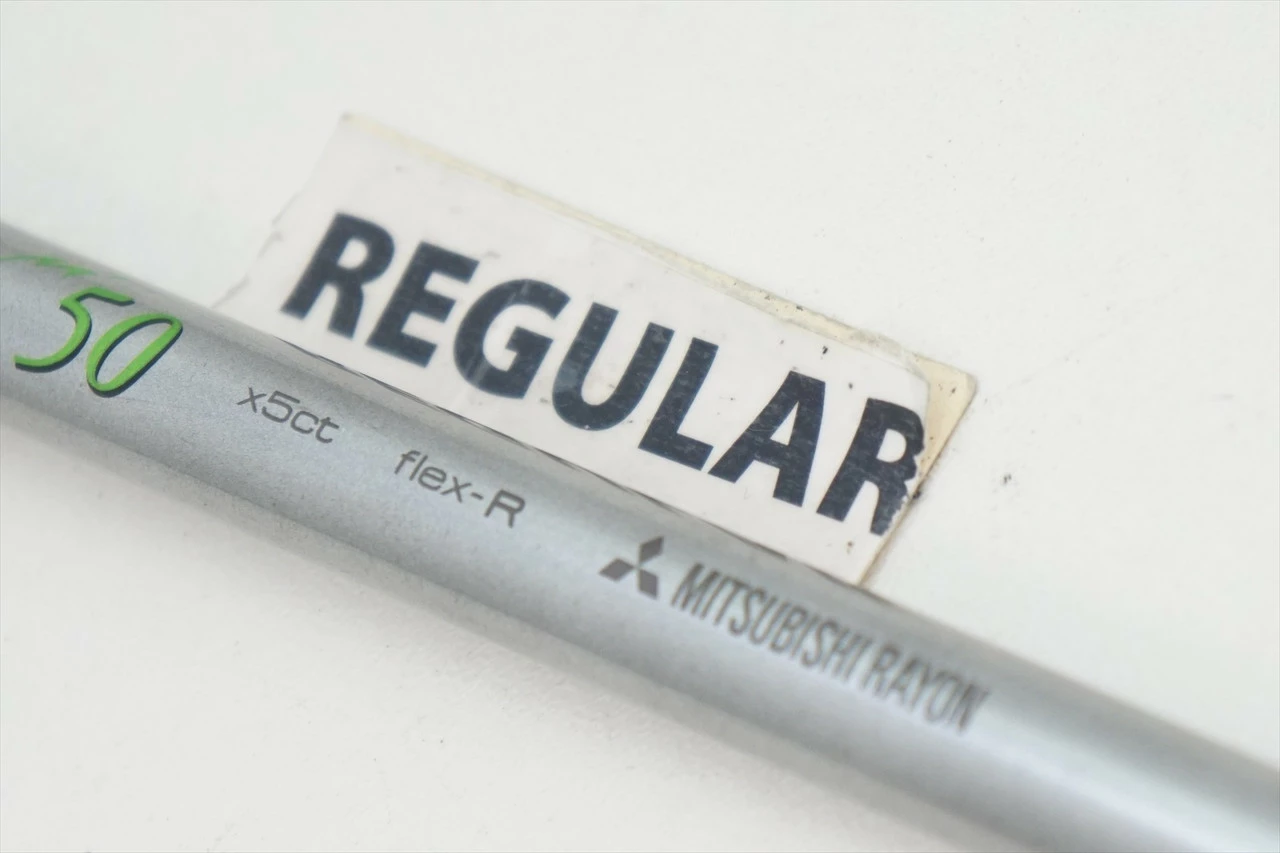 REGULAR
50 x5ct flex-R MITSUBISHI RAYON